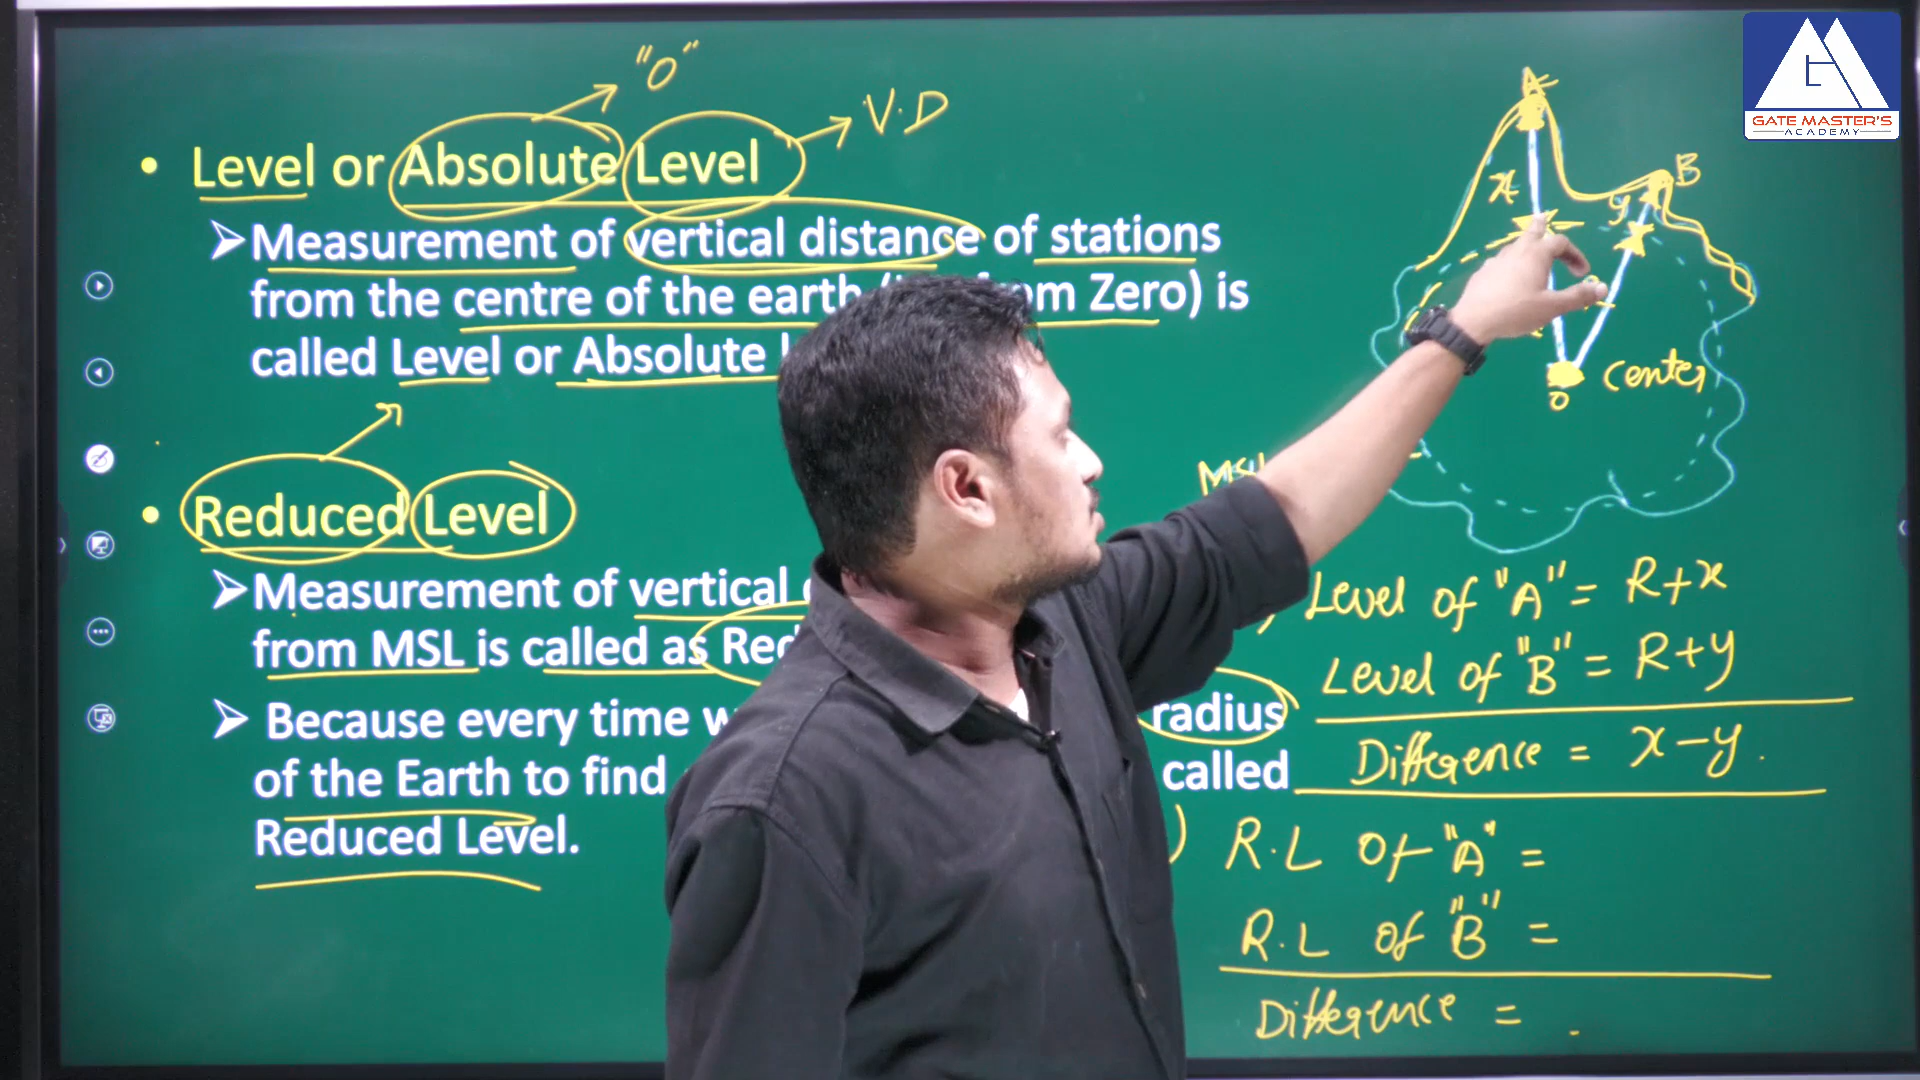 "0"
V.D
• Level or Absolute Level
➢Measurement of vertical distance of stations
from the centre of the earth Zero) is
called Level or Absolute
• Reduced Level
➢Measurement of vertical
from MSL is called as
➢ Because every time radius
of the Earth to find called
Reduced Level.
A
B
x
y
center
0
MSL
Level of "A" = R+x
Level of "B" = R+y
Difference = x-y.
R.L of "A" =
R.L of "B" =
Difference =
GATE MASTER'S
ACADEMY